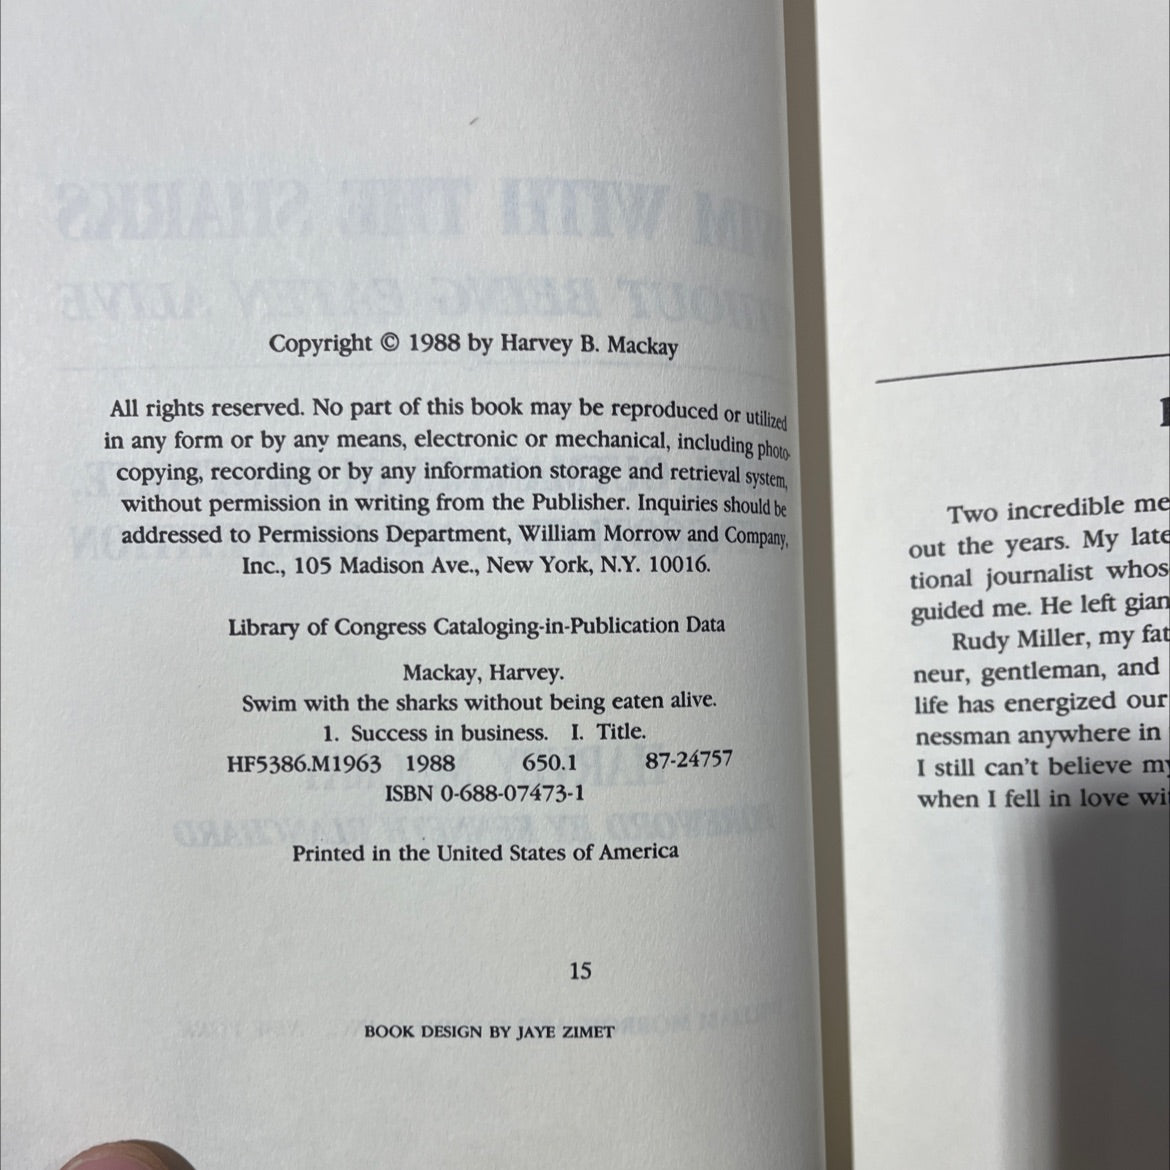 Copyright © 1988 by Harvey B. Mackay
All rights reserved. No part of this book may be reproduced or utilized
in any form or by any means, electronic or mechanical, including photo-
copying, recording or by any information storage and retrieval system,
without permission in writing from the Publisher. Inquiries should be
addressed to Permissions Department, William Morrow and Company,
Inc., 105 Madison Ave., New York, N.Y. 10016.
Library of Congress Cataloging-in-Publication Data
Mackay, Harvey.
Swim with the sharks without being eaten alive.
1. Success in business. I. Title.
HF5386.M1963 1988 650.1 87-24757
ISBN 0-688-07473-1
Printed in the United States of America
15
BOOK DESIGN BY JAYE ZIMET
Two incredible me
out the years. My late
tional journalist whos
guided me. He left gian
Rudy Miller, my fat
neur, gentleman, and
life has energized our
nessman anywhere in
I still can't believe my
when I fell in love wi